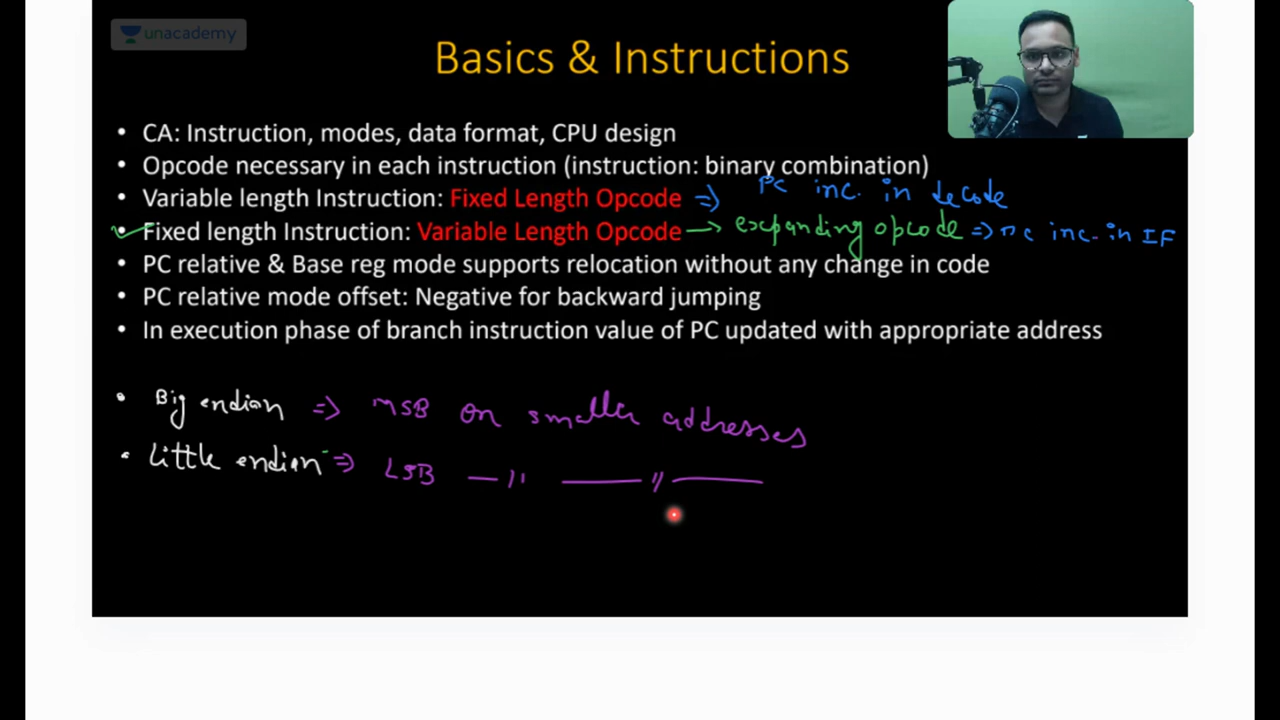 unacademy
Basics & Instructions
• CA: Instruction, modes, data format, CPU design
• Opcode necessary in each instruction (instruction: binary combination)
• Variable length Instruction: Fixed Length Opcode => PC inc. in decode
• Fixed length Instruction: Variable Length Opcode → expanding opcode => PC inc. in IF
• PC relative & Base reg mode supports relocation without any change in code
• PC relative mode offset: Negative for backward jumping
• In execution phase of branch instruction value of PC updated with appropriate address
• Big endian => MSB on smaller addresses
• Little endian => LSB —〃 ——〃——